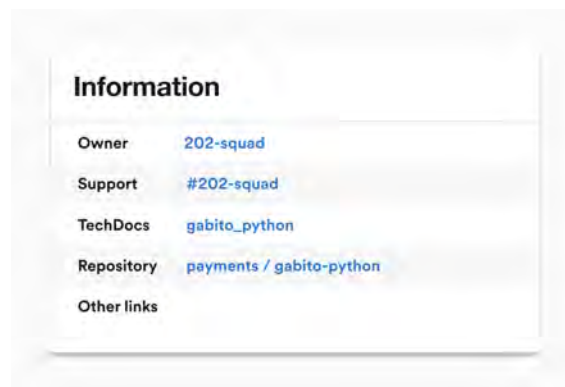 Information
Owner 202-squad
Support #202-squad
TechDocs gabito_python
Repository payments / gabito-python
Other links